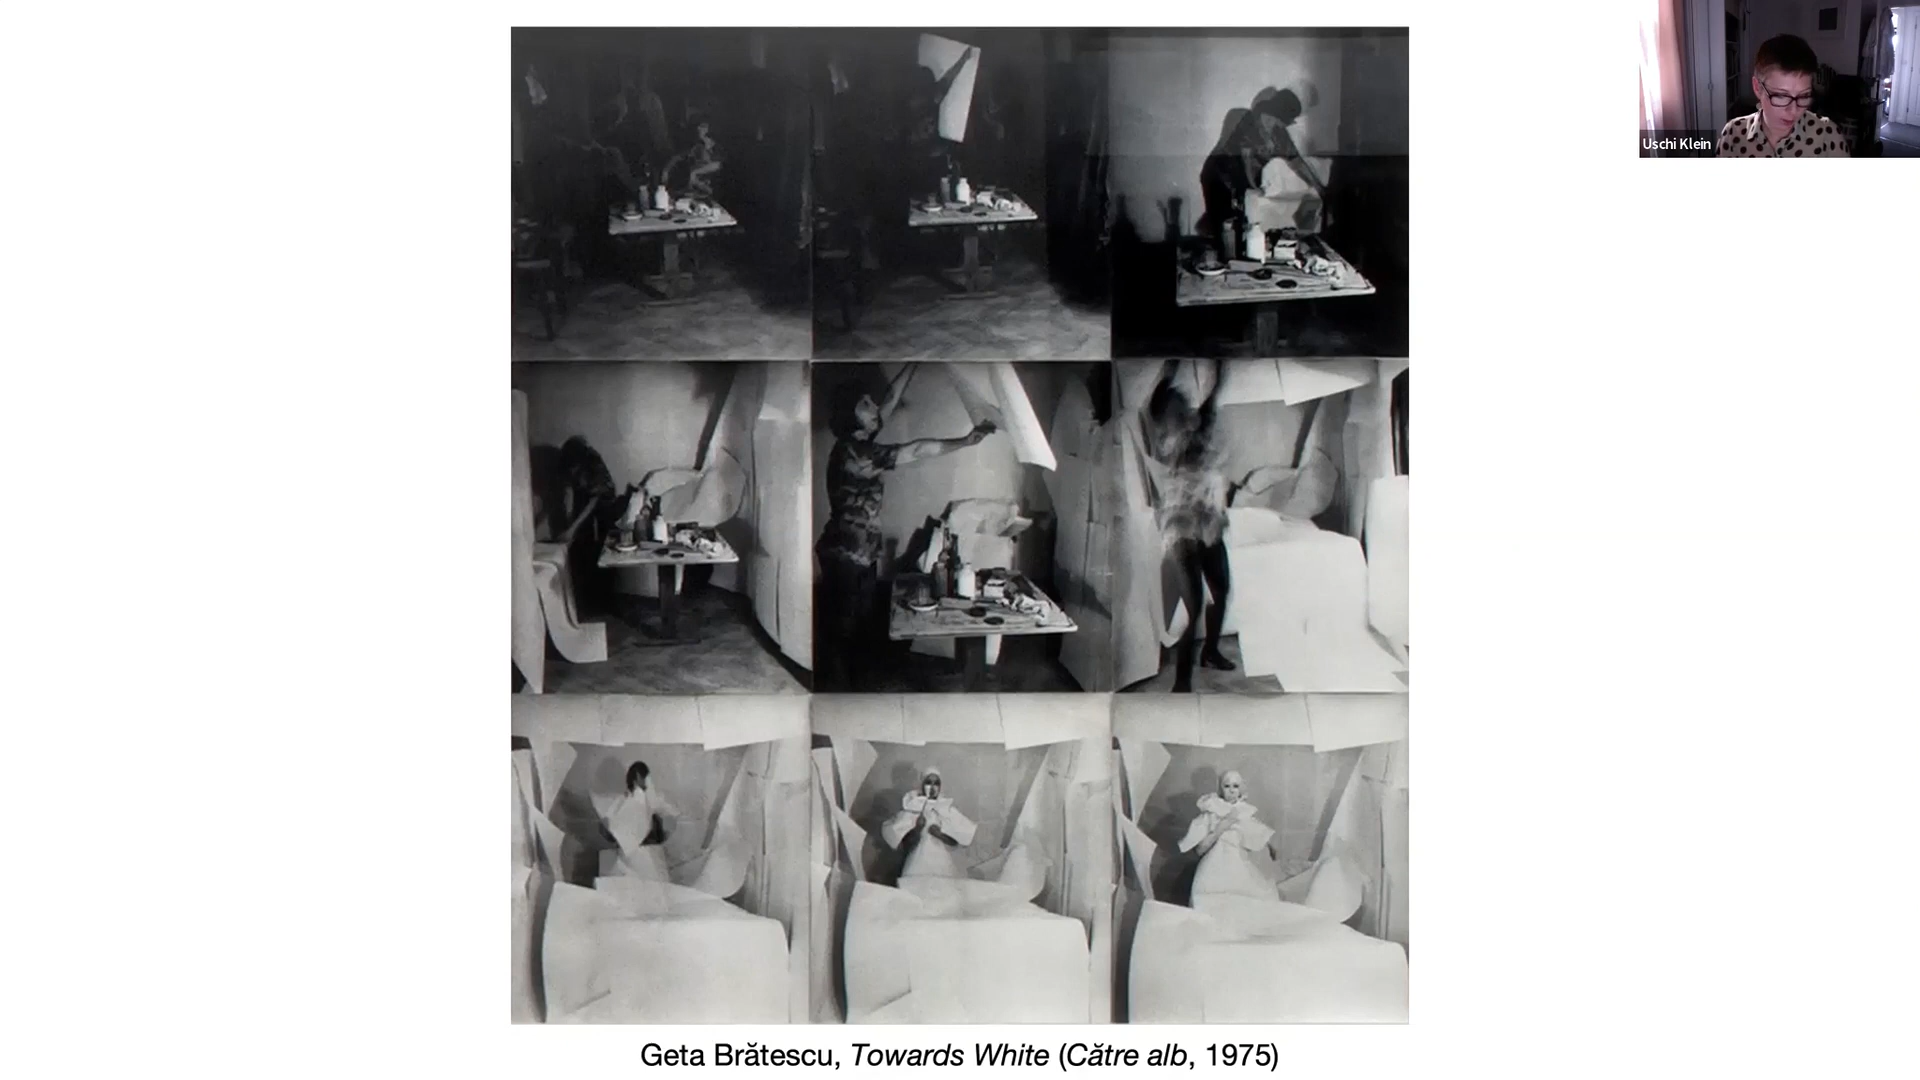 Uschi Klein
Geta Brătescu, Towards White (Către alb, 1975)